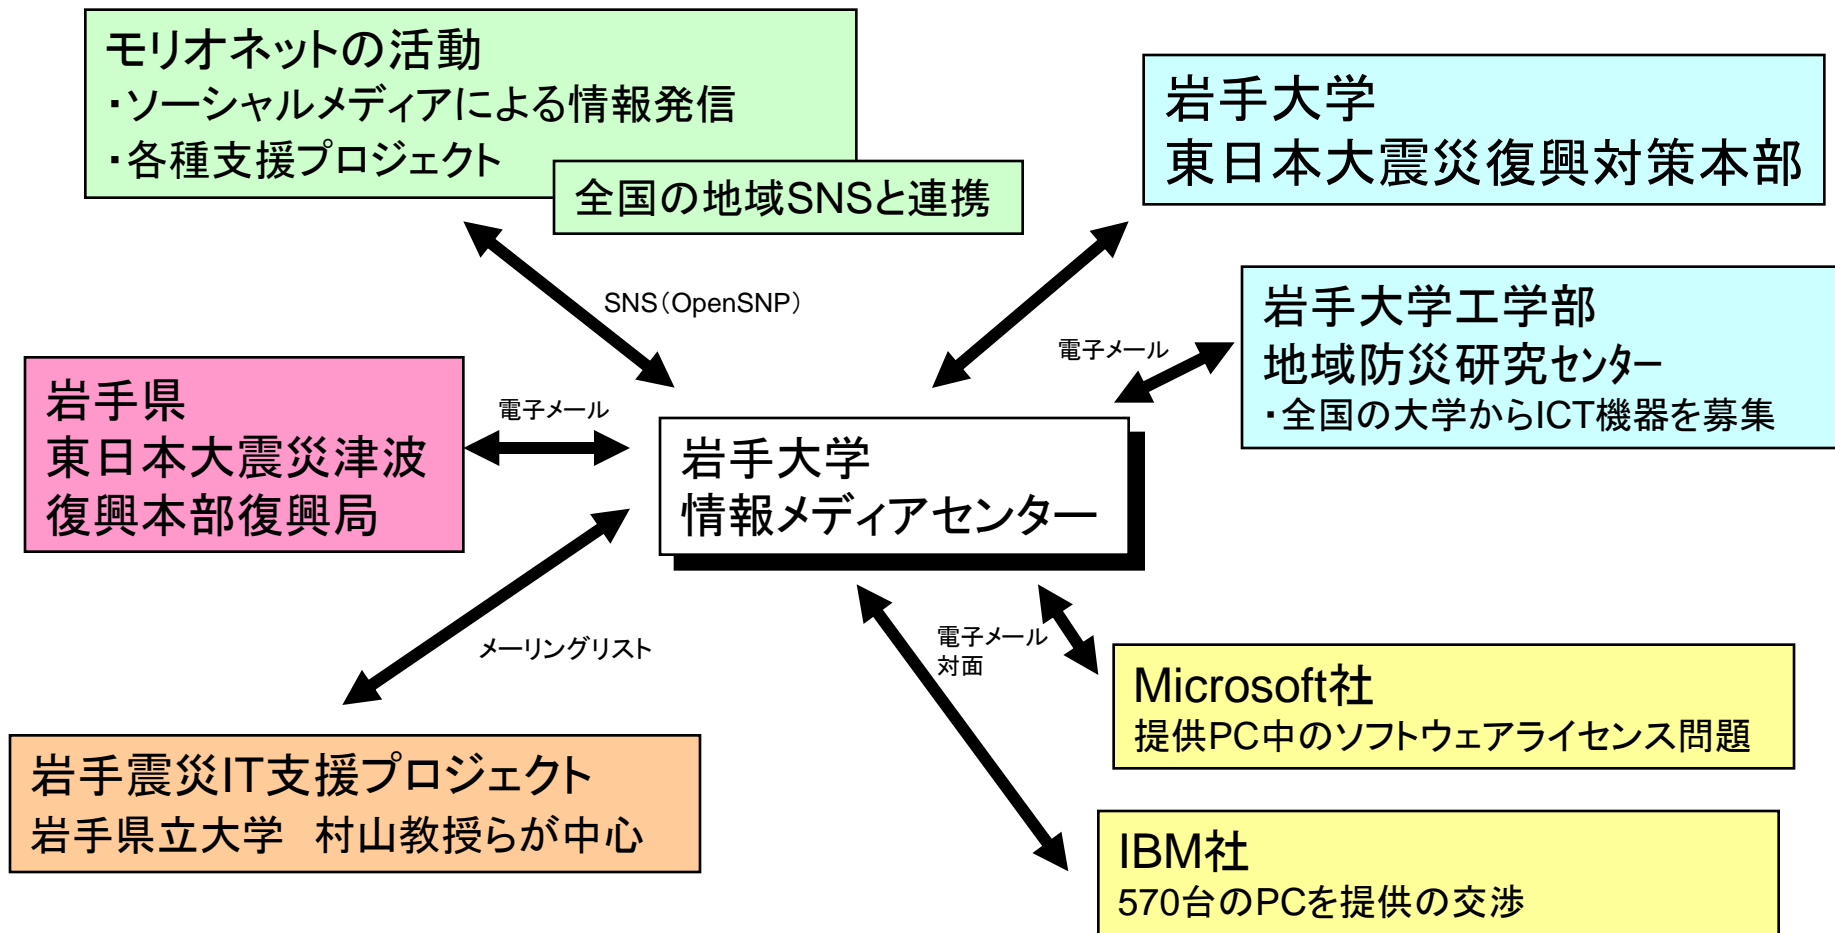 モリオネットの活動
・ソーシャルメディアによる情報発信
・各種支援プロジェクト
全国の地域SNSと連携
岩手大学
東日本大震災復興対策本部
SNS（OpenSNP）
岩手大学工学部
地域防災研究センター
・全国の大学からICT機器を募集
電子メール
岩手県
東日本大震災津波
復興本部復興局
電子メール
岩手大学
情報メディアセンター
メーリングリスト
電子メール
対面
Microsoft社
提供PC中のソフトウェアライセンス問題
岩手震災IT支援プロジェクト
岩手県立大学　村山教授らが中心
IBM社
570台のPCを提供の交渉